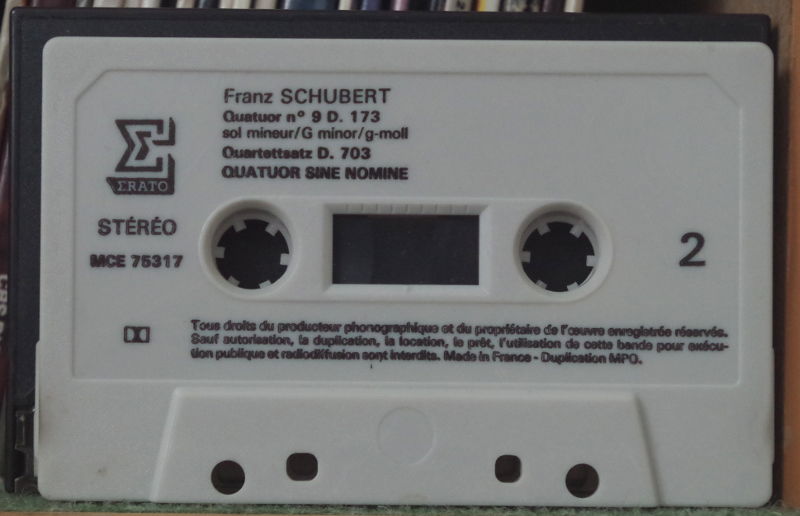 Franz SCHUBERT
Quatuor n° 9 D. 173
sol mineur/G minor/g-moll
Quartettsatz D. 703
QUATUOR SINE NOMINE
ERATO
STÉRÉO
MCE 75317
2
Tous droits du producteur phonographique et du propriétaire de l'œuvre enregistrée réservés.
Sauf autorisation, la duplication, la location, le prêt, l'utilisation de cette bande pour exécu-
tion publique et radiodiffusion sont interdits. Made in France - Duplication MPO.